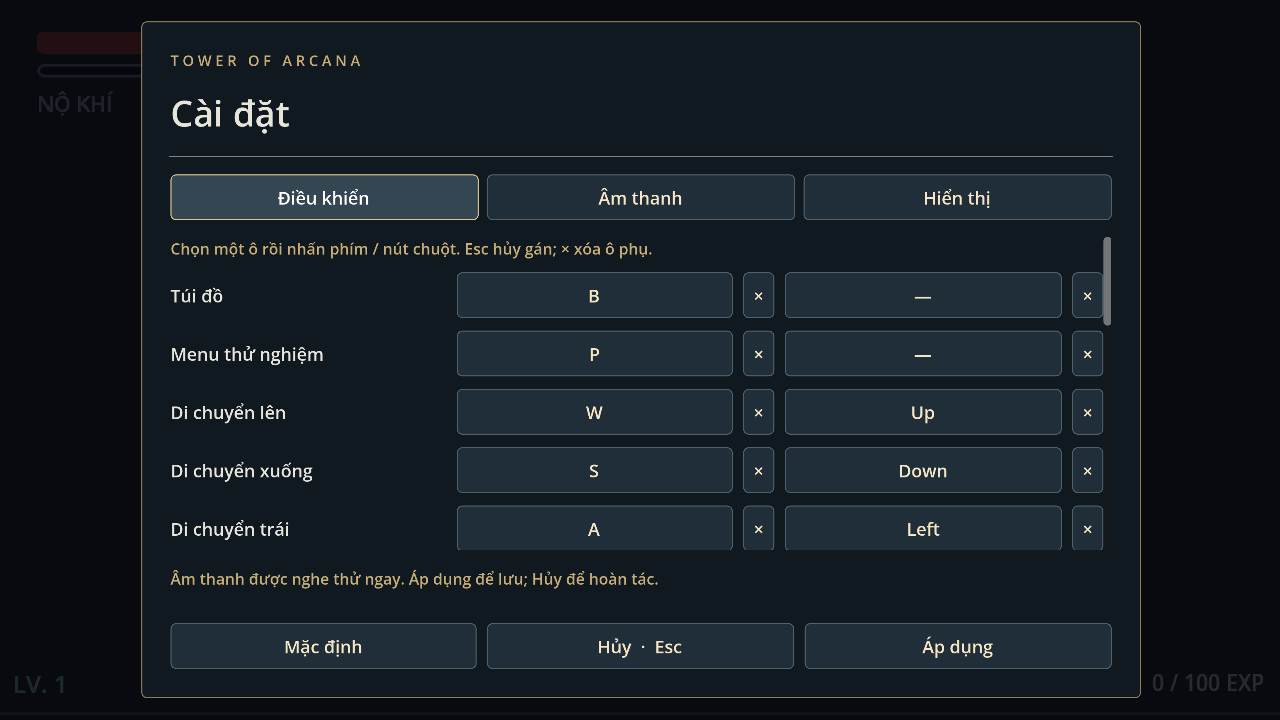 TOWER OF ARCANA
NỘ KHÍ
Cài đặt
Điều khiển Âm thanh Hiển thị
Chọn một ô rồi nhấn phím / nút chuột. Esc hủy gán; × xóa ô phụ.
Túi đồ B × — ×
Menu thử nghiệm P × — ×
Di chuyển lên W × Up ×
Di chuyển xuống S × Down ×
Di chuyển trái A × Left ×
Âm thanh được nghe thử ngay. Áp dụng để lưu; Hủy để hoàn tác.
Mặc định Hủy · Esc Áp dụng
LV. 1 0 / 100 EXP